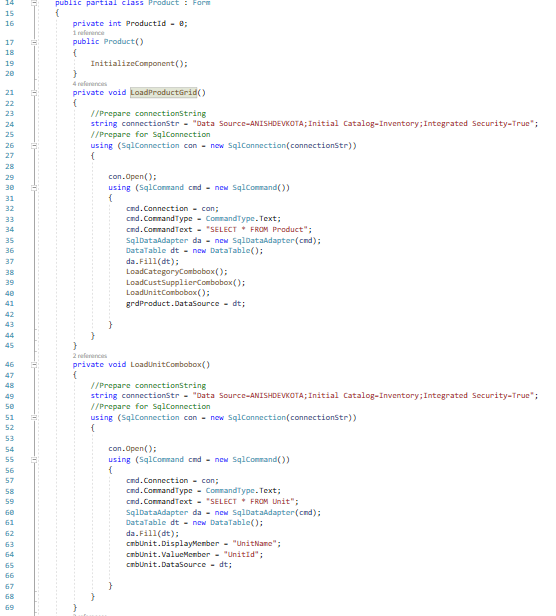 14 public partial class Product : Form
15 {
16 private int ProductId = 0;
1 reference
17 public Product()
18 {
19 InitializeComponent();
20 }
4 references
21 private void LoadProductGrid()
22 {
23 //Prepare connectionString
24 string connectionStr = "Data Source=ANISHDEVKOTA;Initial Catalog=Inventory;Integrated Security=True";
25 //Prepare for SqlConnection
26 using (SqlConnection con = new SqlConnection(connectionStr))
27 {
28
29 con.Open();
30 using (SqlCommand cmd = new SqlCommand())
31 {
32 cmd.Connection = con;
33 cmd.CommandType = CommandType.Text;
34 cmd.CommandText = "SELECT * FROM Product";
35 SqlDataAdapter da = new SqlDataAdapter(cmd);
36 DataTable dt = new DataTable();
37 da.Fill(dt);
38 LoadCategoryCombobox();
39 LoadCustSupplierCombobox();
40 LoadUnitCombobox();
41 grdProduct.DataSource = dt;
42
43 }
44 }
45 }
2 references
46 private void LoadUnitCombobox()
47 {
48 //Prepare connectionString
49 string connectionStr = "Data Source=ANISHDEVKOTA;Initial Catalog=Inventory;Integrated Security=True";
50 //Prepare for SqlConnection
51 using (SqlConnection con = new SqlConnection(connectionStr))
52 {
53
54 con.Open();
55 using (SqlCommand cmd = new SqlCommand())
56 {
57 cmd.Connection = con;
58 cmd.CommandType = CommandType.Text;
59 cmd.CommandText = "SELECT * FROM Unit";
60 SqlDataAdapter da = new SqlDataAdapter(cmd);
61 DataTable dt = new DataTable();
62 da.Fill(dt);
63 cmbUnit.DisplayMember = "UnitName";
64 cmbUnit.ValueMember = "UnitId";
65 cmbUnit.DataSource = dt;
66
67 }
68 }
69 }